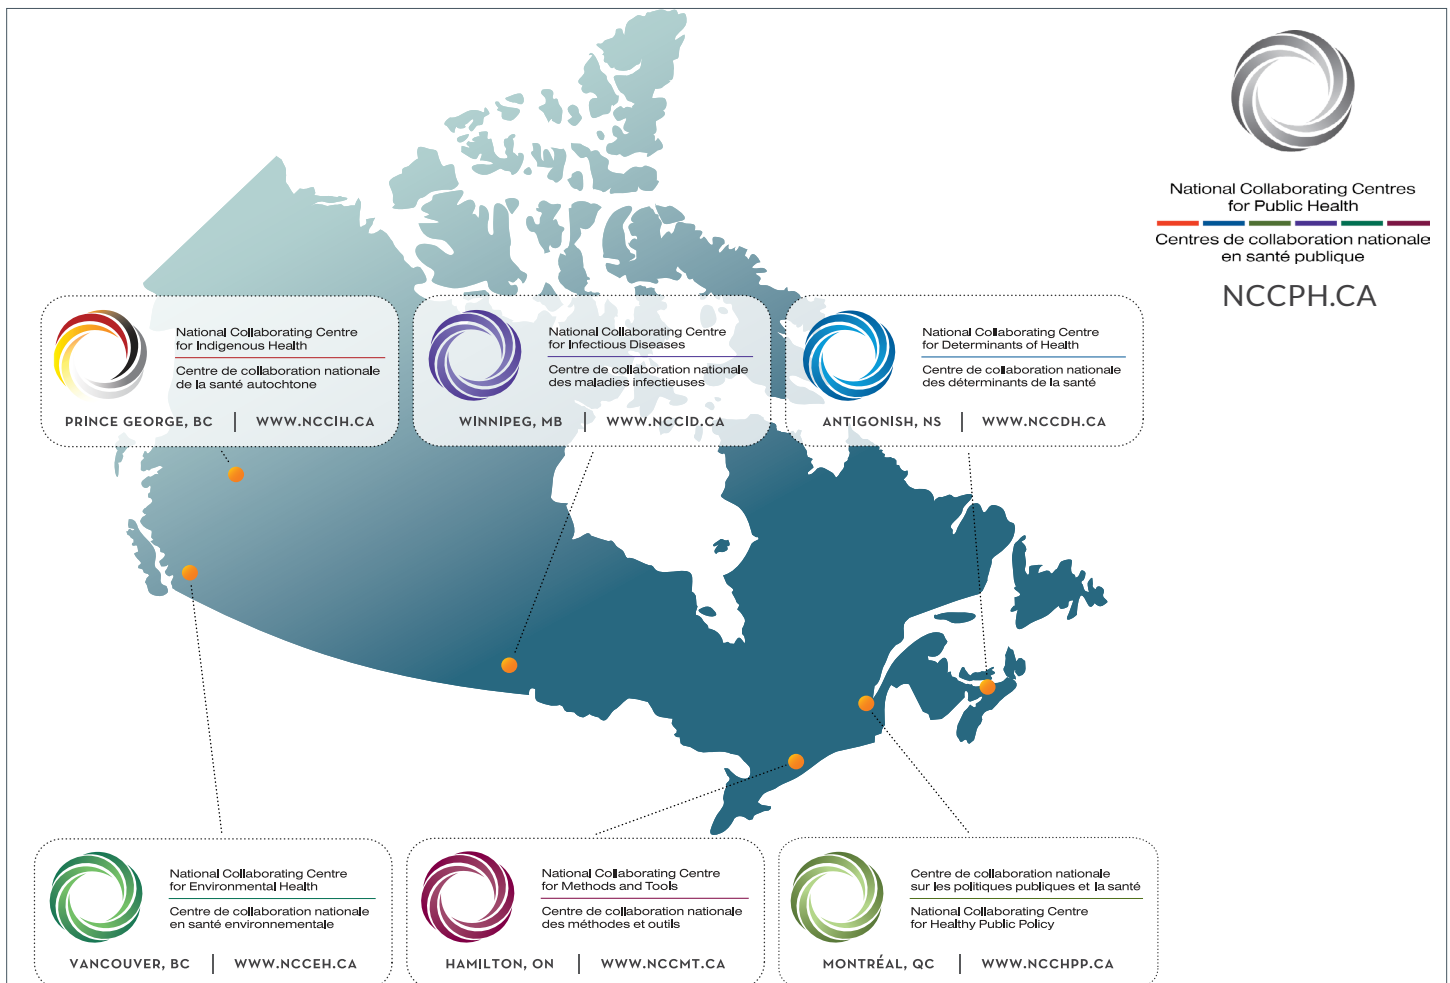 National Collaborating Centres
for Public Health
Centres de collaboration nationale
en santé publique
NCCPH.CA
National Collaborating Centre
for Indigenous Health
Centre de collaboration nationale
de la santé autochtone
PRINCE GEORGE, BC | WWW.NCCIH.CA
National Collaborating Centre
for Infectious Diseases
Centre de collaboration nationale
des maladies infectieuses
WINNIPEG, MB | WWW.NCCID.CA
National Collaborating Centre
for Determinants of Health
Centre de collaboration nationale
des déterminants de la santé
ANTIGONISH, NS | WWW.NCCDH.CA
National Collaborating Centre
for Environmental Health
Centre de collaboration nationale
en santé environnementale
VANCOUVER, BC | WWW.NCCEH.CA
National Collaborating Centre
for Methods and Tools
Centre de collaboration nationale
des méthodes et outils
HAMILTON, ON | WWW.NCCMT.CA
Centre de collaboration nationale
sur les politiques publiques et la santé
National Collaborating Centre
for Healthy Public Policy
MONTRÉAL, QC | WWW.NCCHPP.CA